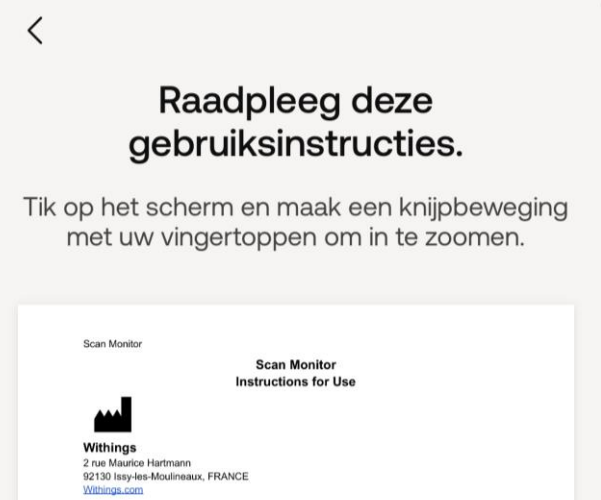 Raadpleeg deze
gebruiksinstructies.
Tik op het scherm en maak een knijpbeweging
met uw vingertoppen om in te zoomen.
Scan Monitor
Scan Monitor
Instructions for Use
Withings
2 rue Maurice Hartmann
92130 Issy-les-Moulineaux, FRANCE
Withings.com